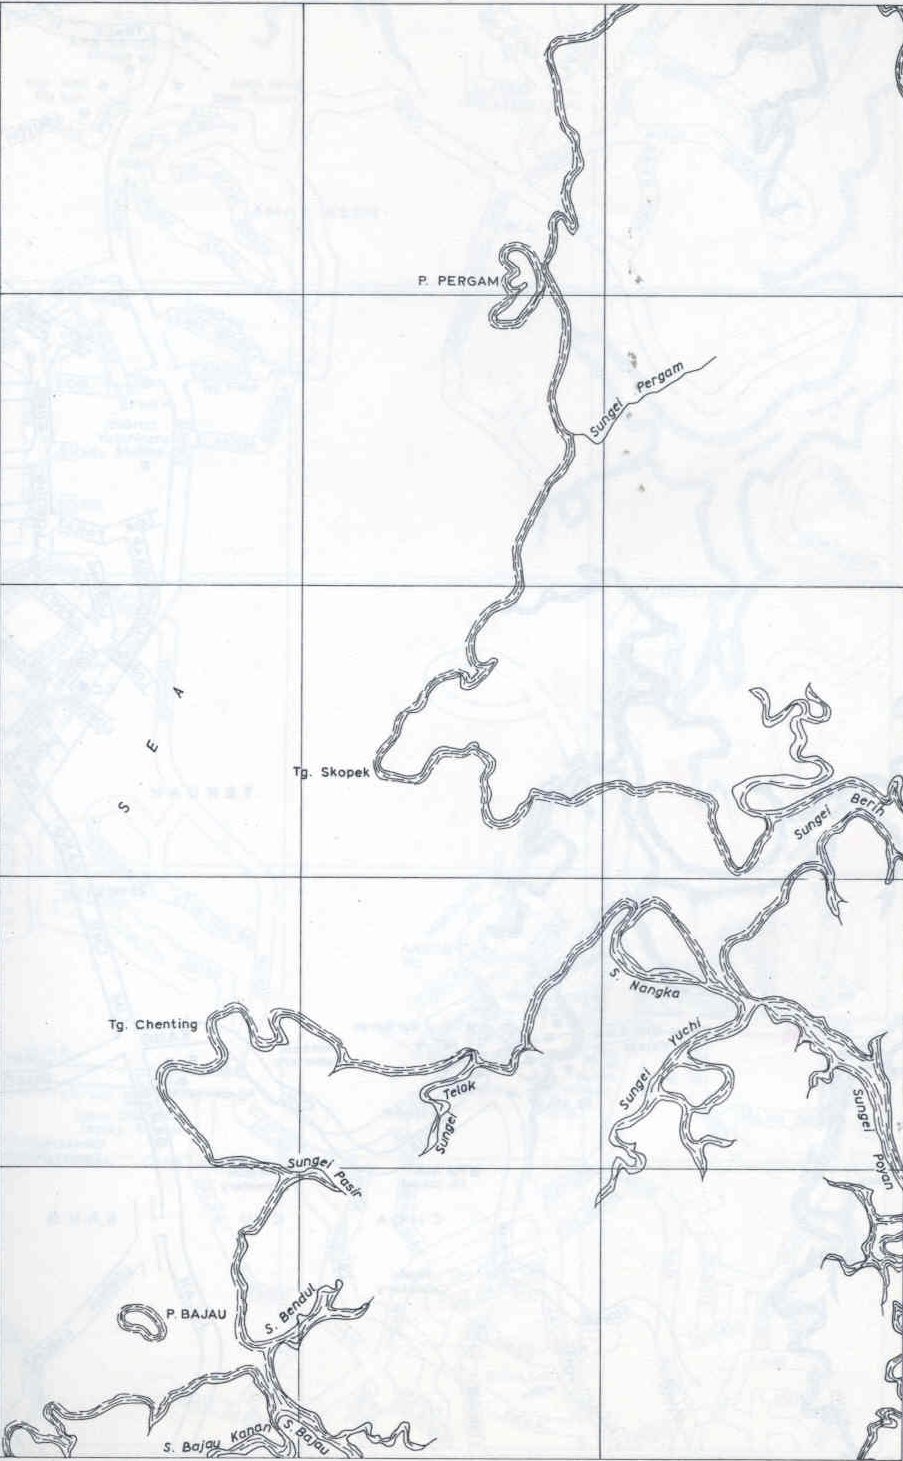 P. PERGAM
Sungei Pergam
SEA
Tg. Skopek
Sungei Berih
S. Nangka
Tg. Chenting
Sungei Yuchi
Sungei Telok
Sungei Poyan
Sungei Pasir
P. BAJAU
S. Bendul
S. Bajau Kanan
S. Bajau